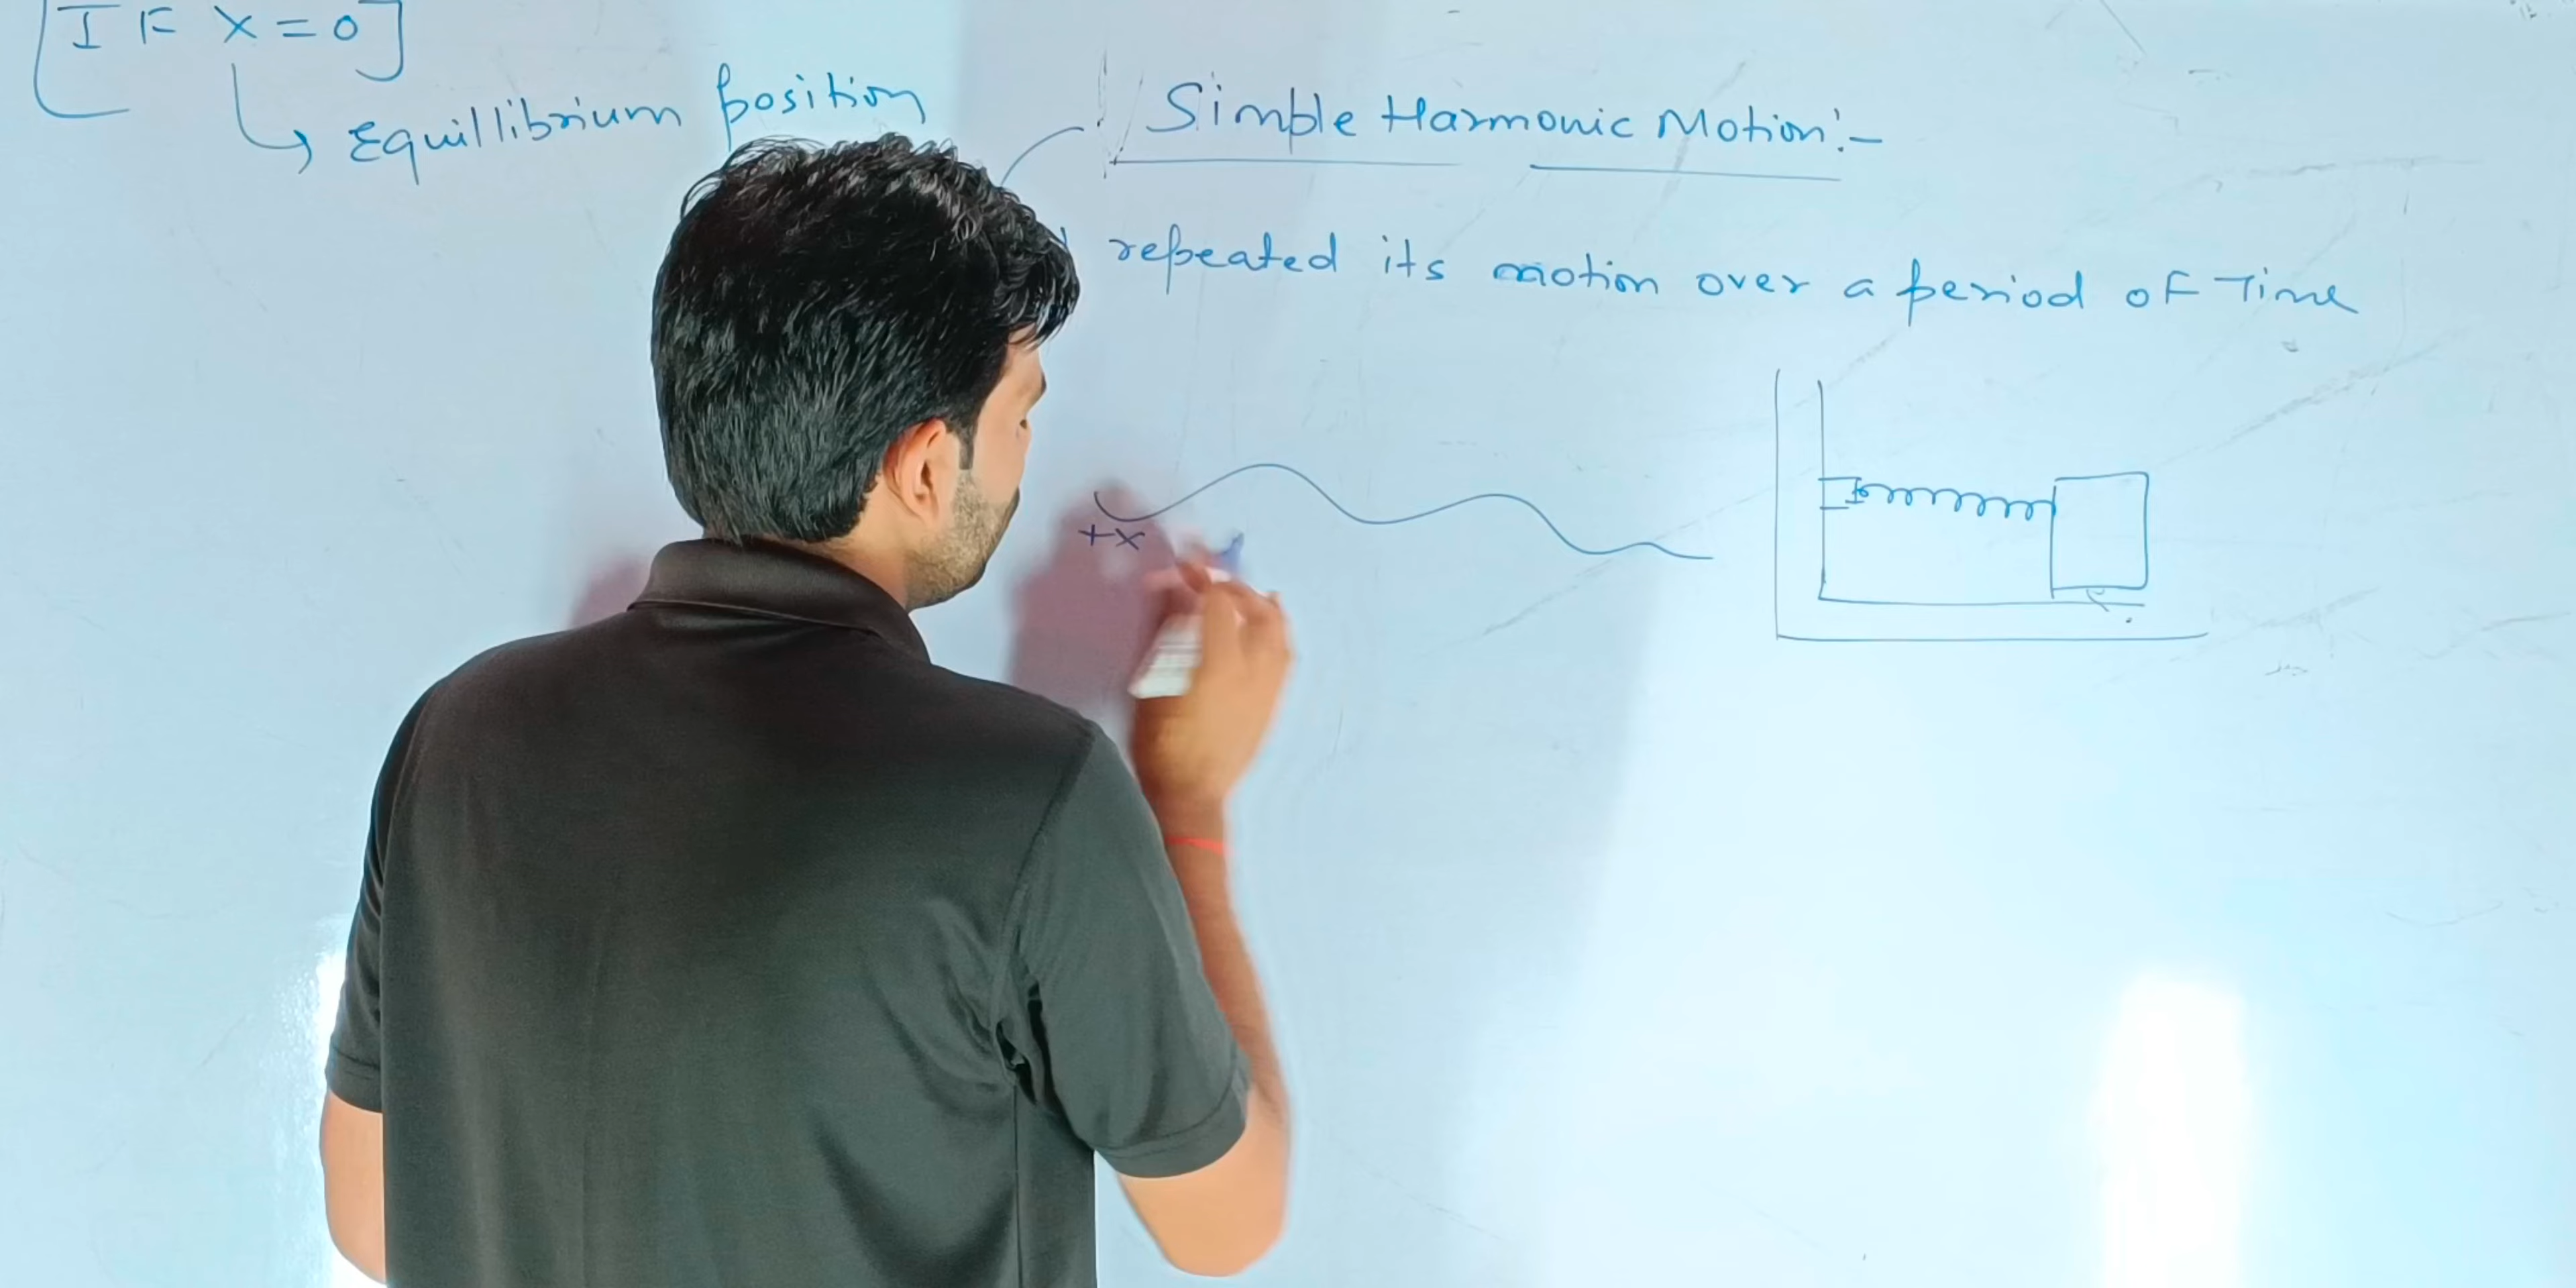 [IF x = 0]
Equillibrium position
Simple Harmonic Motion :-
repeated its motion over a period of Time
+x